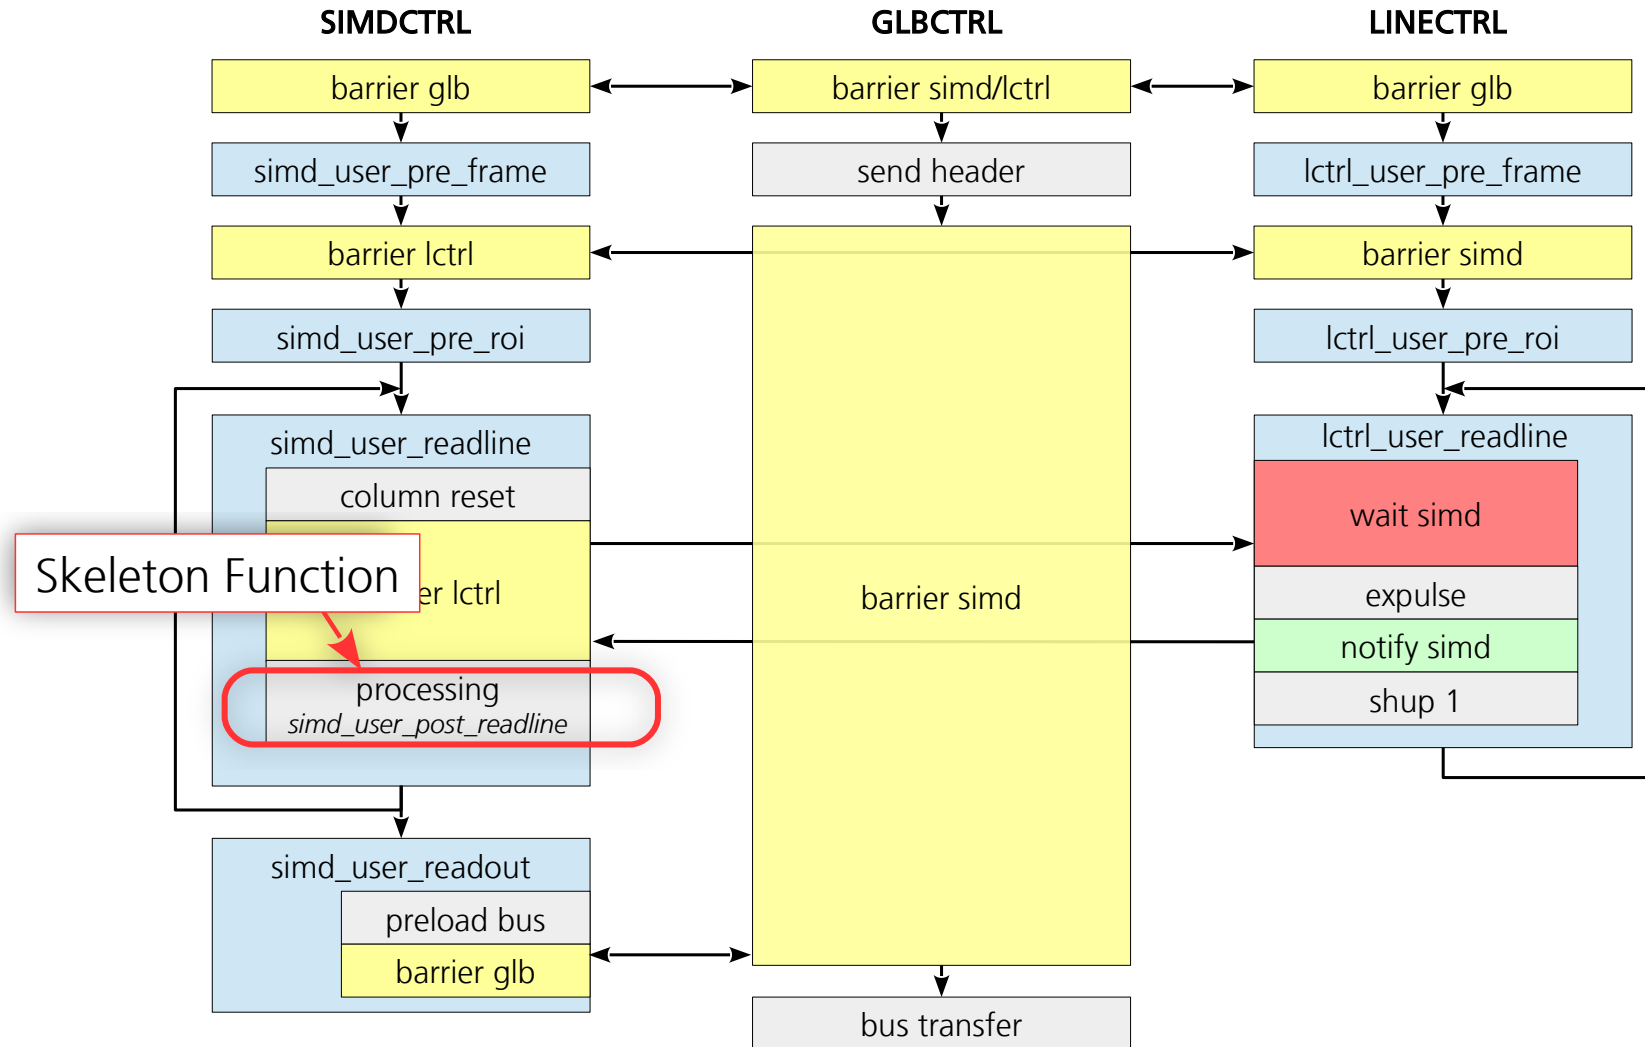 SIMDCTRL
GLBCTRL
LINECTRL
barrier glb
barrier simd/lctrl
barrier glb
simd_user_pre_frame
send header
lctrl_user_pre_frame
barrier lctrl
barrier simd
simd_user_pre_roi
lctrl_user_pre_roi
simd_user_readline
lctrl_user_readline
column reset
wait simd
Skeleton Function
er lctrl
barrier simd
expulse
notify simd
processing
simd_user_post_readline
shup 1
simd_user_readout
preload bus
barrier glb
bus transfer